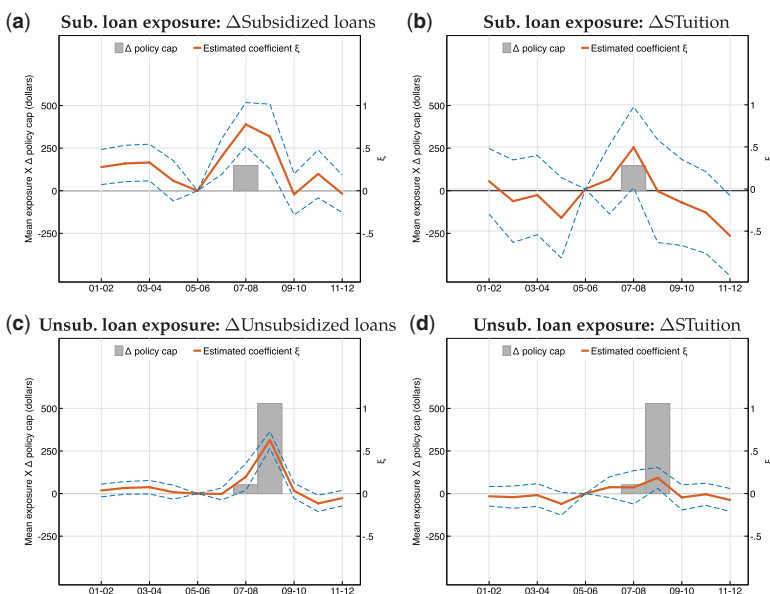 (a) Sub. loan exposure: ΔSubsidized loans
Δ policy cap Estimated coefficient ξ
Mean exposure X Δ policy cap (dollars)
500
250
0
-250
1
.5
0
-.5
ξ
01-02 03-04 05-06 07-08 09-10 11-12
(b) Sub. loan exposure: ΔSTuition
Δ policy cap Estimated coefficient ξ
Mean exposure X Δ policy cap (dollars)
500
250
0
-250
1
.5
0
-.5
ξ
01-02 03-04 05-06 07-08 09-10 11-12
(c) Unsub. loan exposure: ΔUnsubsidized loans
Δ policy cap Estimated coefficient ξ
Mean exposure X Δ policy cap (dollars)
500
250
0
-250
1
.5
0
-.5
ξ
01-02 03-04 05-06 07-08 09-10 11-12
(d) Unsub. loan exposure: ΔSTuition
Δ policy cap Estimated coefficient ξ
Mean exposure X Δ policy cap (dollars)
500
250
0
-250
1
.5
0
-.5
ξ
01-02 03-04 05-06 07-08 09-10 11-12